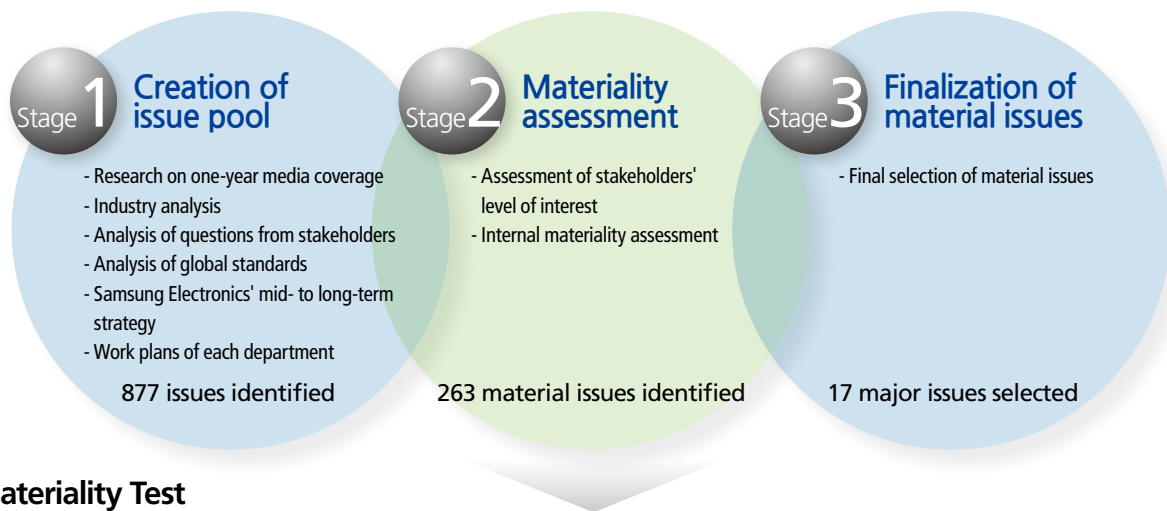 Stage 1
Creation of
issue pool
- Research on one-year media coverage
- Industry analysis
- Analysis of questions from stakeholders
- Analysis of global standards
- Samsung Electronics' mid- to long-term
strategy
- Work plans of each department
877 issues identified
Stage 2
Materiality
assessment
- Assessment of stakeholders'
level of interest
- Internal materiality assessment
263 material issues identified
Stage 3
Finalization of
material issues
- Final selection of material issues
17 major issues selected
ateriality Test